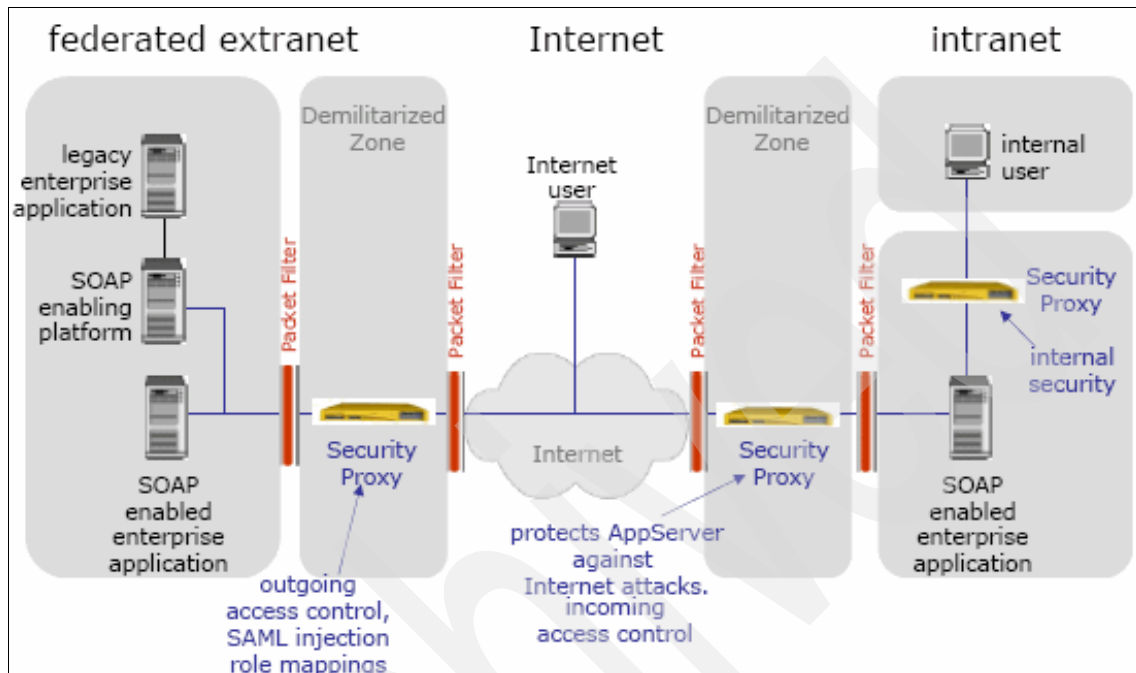 federated extranet
Internet
intranet
Demilitarized
Zone
Demilitarized
Zone
legacy
enterprise
application
Internet
user
internal
user
SOAP
enabling
platform
Packet Filter
Packet Filter
Packet Filter
Packet Filter
Security
Proxy
internal
security
Security
Proxy
Internet
Security
Proxy
SOAP
enabled
enterprise
application
SOAP
enabled
enterprise
application
protects AppServer
against
Internet attacks.
incoming
access control
outgoing
access control,
SAML injection
role mappings